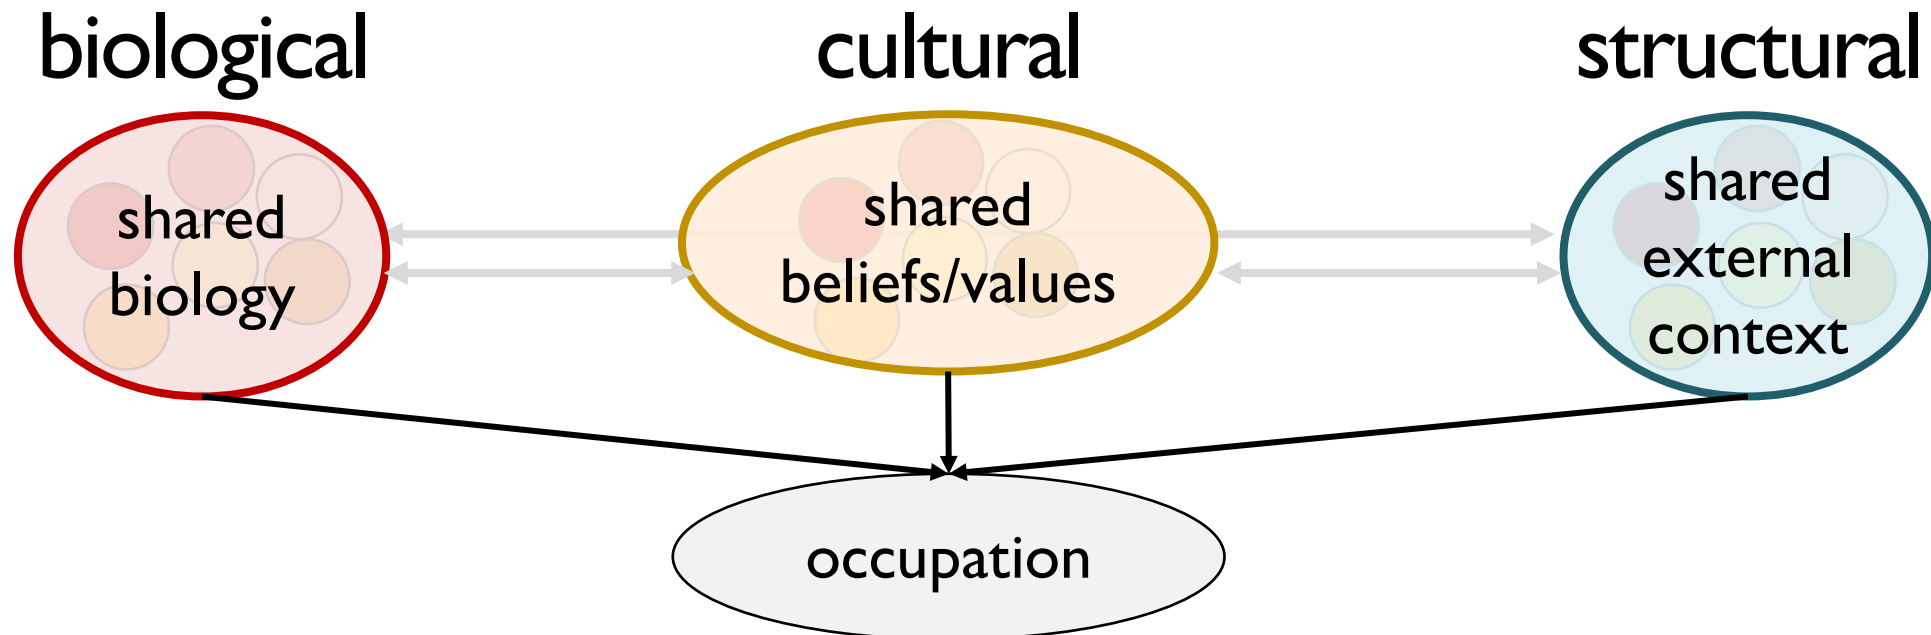 biological
cultural
structural
shared
biology
shared
beliefs/values
shared
external
context
occupation